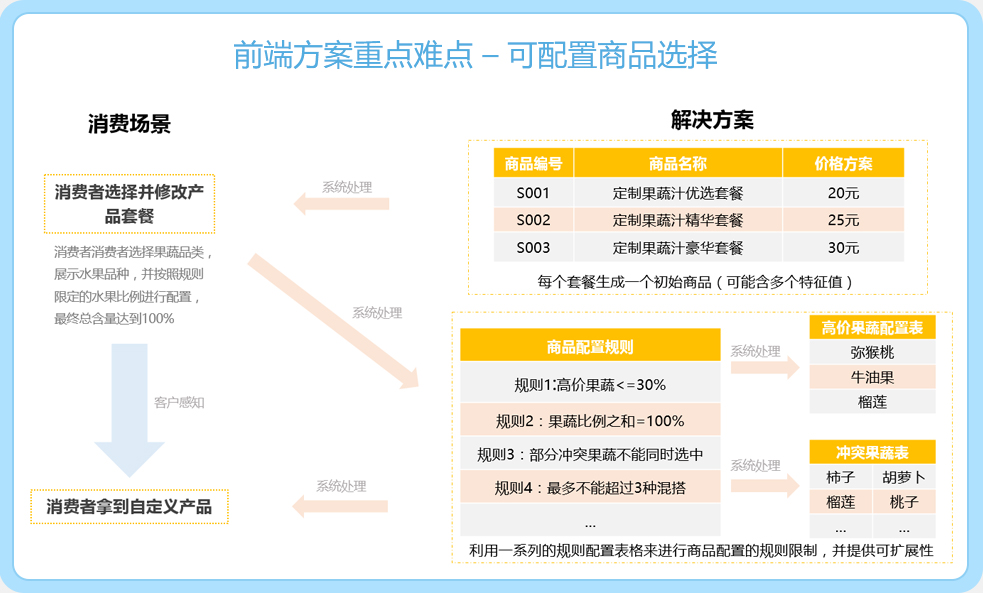 前端方案重点难点 – 可配置商品选择
消费场景
消费者选择并修改产
品套餐
消费者消费者选择果蔬品类，
展示水果品种，并按照规则
限定的水果比例进行配置，
最终总含量达到100%
客户感知
消费者拿到自定义产品
系统处理
系统处理
系统处理
解决方案
商品编号 商品名称 价格方案
S001 定制果蔬汁优选套餐 20元
S002 定制果蔬汁精华套餐 25元
S003 定制果蔬汁豪华套餐 30元
每个套餐生成一个初始商品（可能含多个特征值）
商品配置规则
规则1:高价果蔬<=30%
规则2：果蔬比例之和=100%
规则3：部分冲突果蔬不能同时选中
规则4：最多不能超过3种混搭
...
系统处理
系统处理
高价果蔬配置表
弥猴桃
牛油果
榴莲
冲突果蔬表
柿子 胡萝卜
榴莲 桃子
... ...
利用一系列的规则配置表格来进行商品配置的规则限制，并提供可扩展性